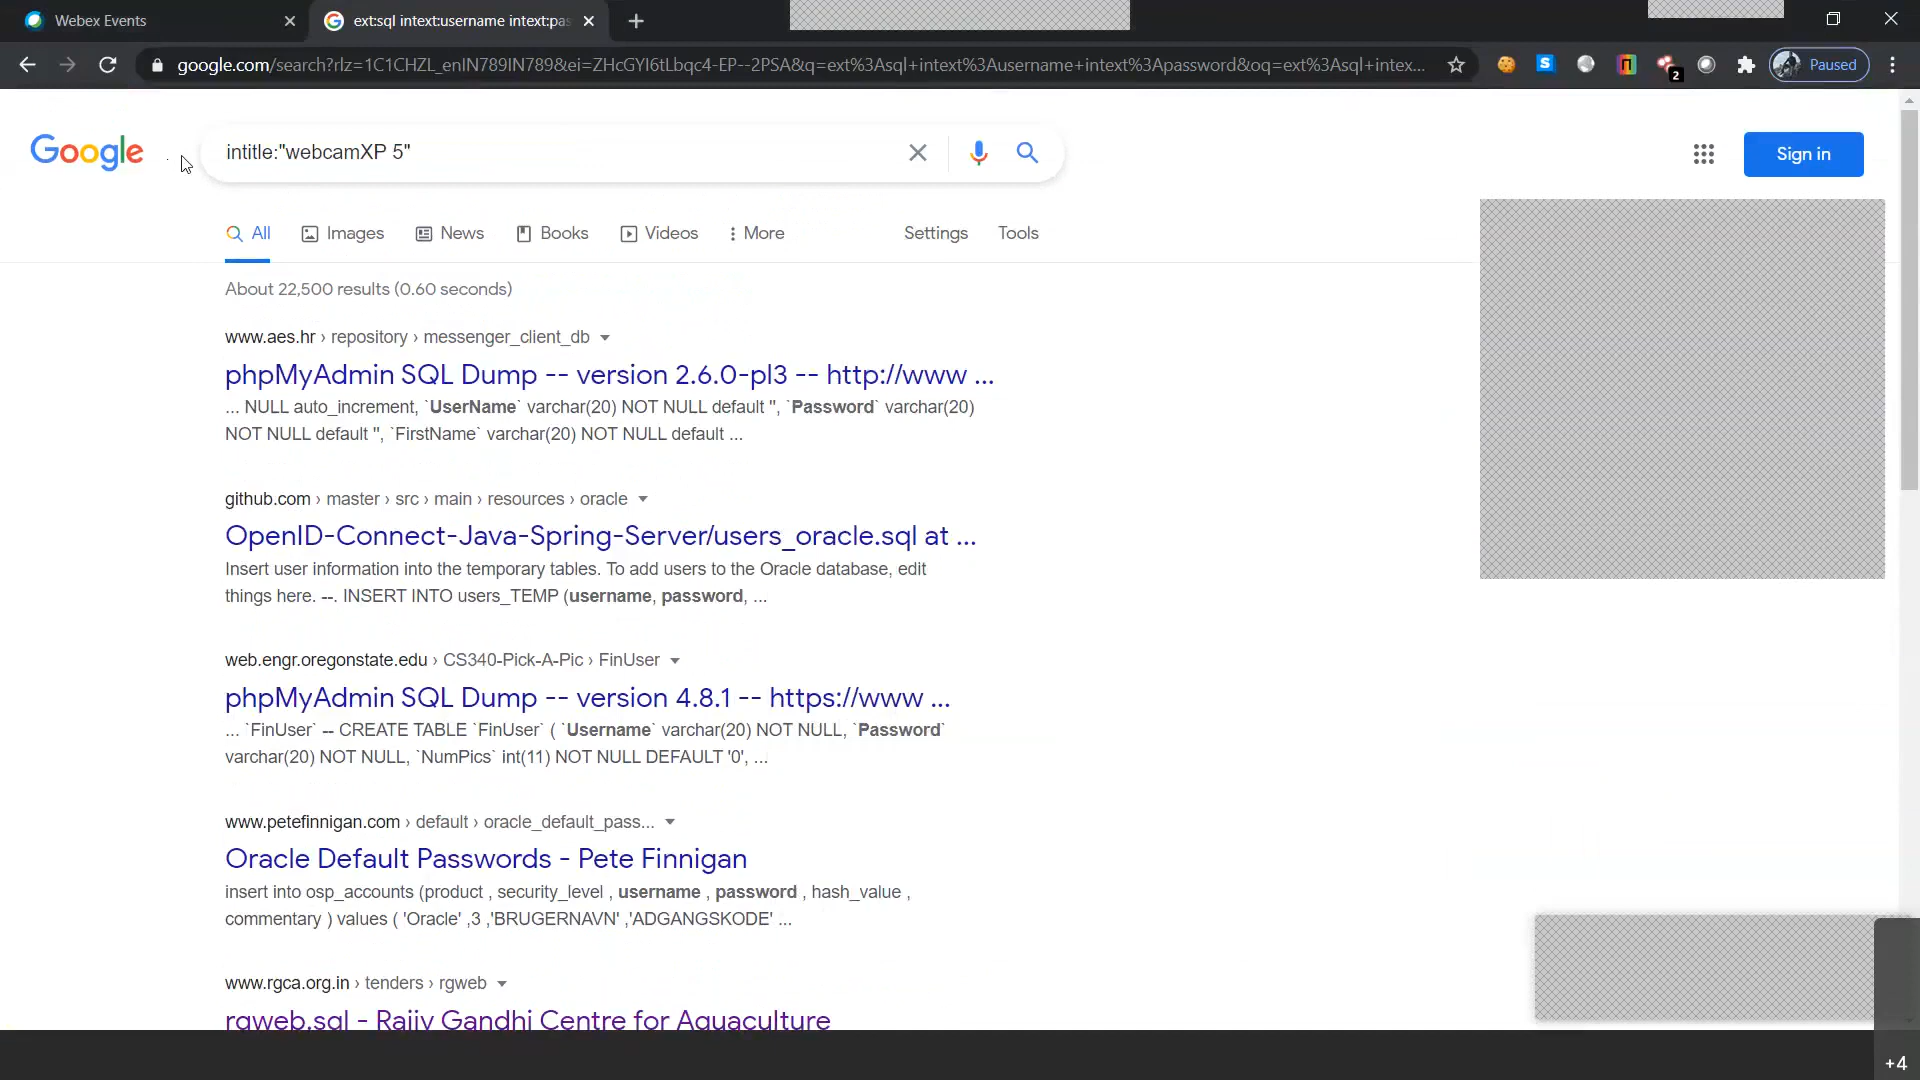 Webex Events
ext:sql intext:username intext:pas
google.com/search?rlz=1C1CHZL_enIN789IN789&ei=ZHcGYI6tLbqc4-EP--2PSA&q=ext%3Asql+intext%3Ausername+intext%3Apassword&oq=ext%3Asql+intex...
2
Paused
Google
intitle:"webcamXP 5"
Sign in
All Images News Books Videos More Settings Tools
About 22,500 results (0.60 seconds)
www.aes.hr › repository › messenger_client_db
phpMyAdmin SQL Dump -- version 2.6.0-pl3 -- http://www ...
... NULL auto_increment, `UserName` varchar(20) NOT NULL default '', `Password` varchar(20)
NOT NULL default '', `FirstName` varchar(20) NOT NULL default ...
github.com › master › src › main › resources › oracle
OpenID-Connect-Java-Spring-Server/users_oracle.sql at ...
Insert user information into the temporary tables. To add users to the Oracle database, edit
things here. --. INSERT INTO users_TEMP (username, password, ...
web.engr.oregonstate.edu › CS340-Pick-A-Pic › FinUser
phpMyAdmin SQL Dump -- version 4.8.1 -- https://www ...
... `FinUser` -- CREATE TABLE `FinUser` ( `Username` varchar(20) NOT NULL, `Password`
varchar(20) NOT NULL, `NumPics` int(11) NOT NULL DEFAULT '0', ...
www.petefinnigan.com › default › oracle_default_pass...
Oracle Default Passwords - Pete Finnigan
insert into osp_accounts (product , security_level , username , password , hash_value ,
commentary ) values ( 'Oracle' ,3 ,'BRUGERNAVN' ,'ADGANGSKODE' ...
www.rgca.org.in › tenders › rgweb
rgweb.sql - Rajiv Gandhi Centre for Aquaculture
+4